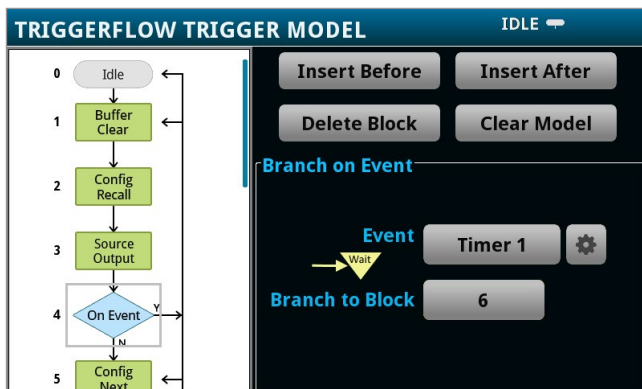 TRIGGERFLOW TRIGGER MODEL
IDLE
0
Idle
1
Buffer
Clear
2
Config
Recall
3
Source
Output
4
On Event
Y
N
5
Config
Next
Insert Before
Insert After
Delete Block
Clear Model
Branch on Event
Event
Timer 1
Wait
Branch to Block
6